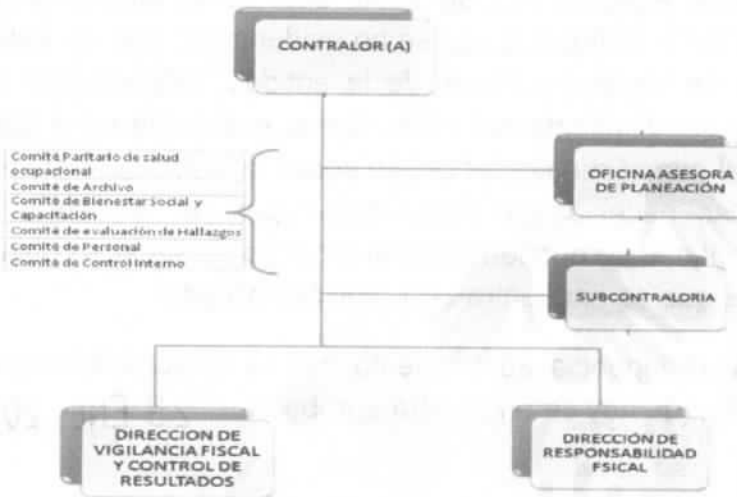 CONTRALOR (A)
Comité Paritario de salud
ocupacional
Comité de Archivo
Comité de Bienestar Social y
Capacitación
Comité de evaluación de Hallazgos
Comité de Personal
Comité de Control Interno
OFICINA ASESORA
DE PLANEACIÓN
SUBCONTRALORIA
DIRECCION DE
VIGILANCIA FISCAL
Y CONTROL DE
RESULTADOS
DIRECCIÓN DE
RESPONSABILIDAD
FSICAL